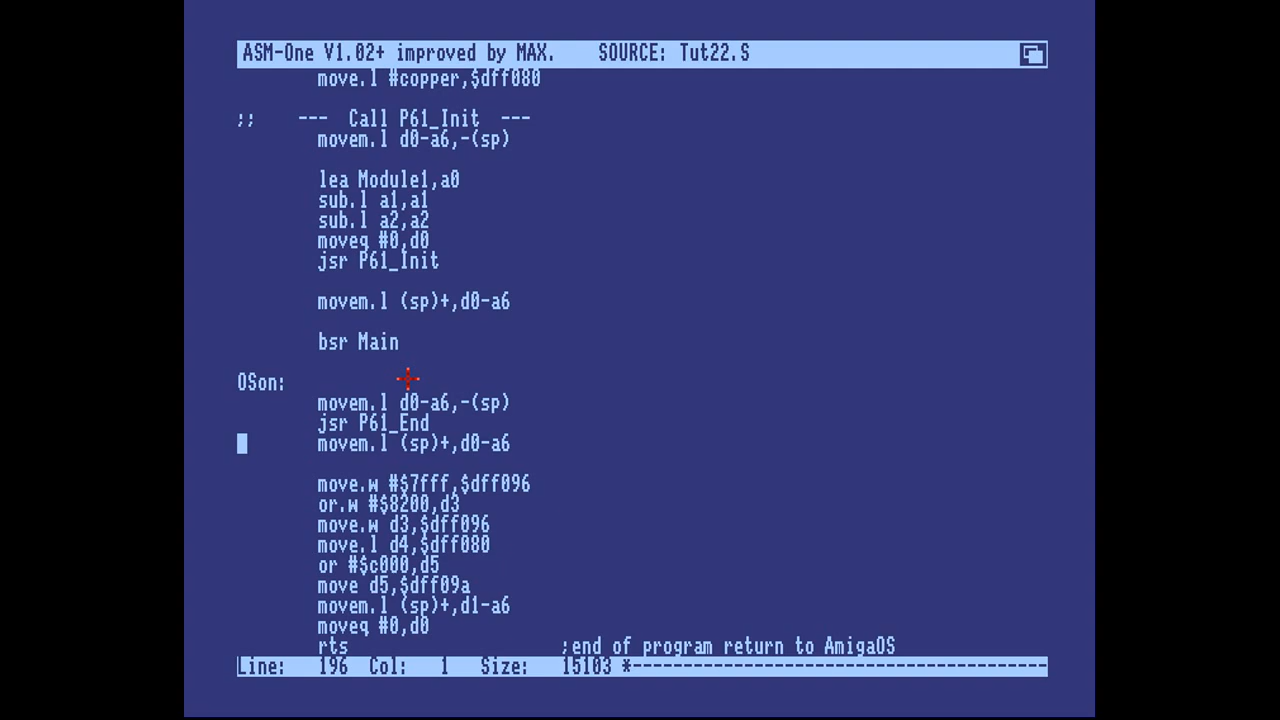 ASM-One V1.02+ improved by MAX. SOURCE: Tut22.S
move.l #copper,$dff080
;; --- Call P61_Init ---
movem.l d0-a6,-(sp)
lea Module1,a0
sub.l a1,a1
sub.l a2,a2
moveq #0,d0
jsr P61_Init
movem.l (sp)+,d0-a6
bsr Main
OSon:
movem.l d0-a6,-(sp)
jsr P61_End
movem.l (sp)+,d0-a6
move.w #$7fff,$dff096
or.w #$8200,d3
move.w d3,$dff096
move.l d4,$dff080
or #$c000,d5
move d5,$dff09a
movem.l (sp)+,d1-a6
moveq #0,d0
rts ;end of program return to AmigaOS
Line: 196 Col: 1 Size: 15103 *-----------------------------------------